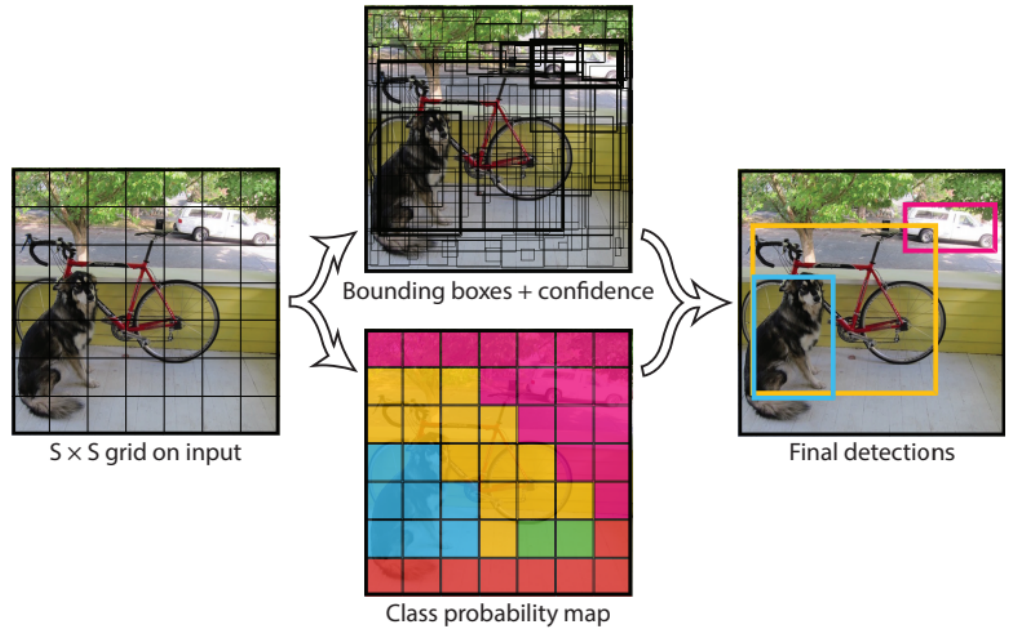 S × S grid on input
Bounding boxes + confidence
Class probability map
Final detections